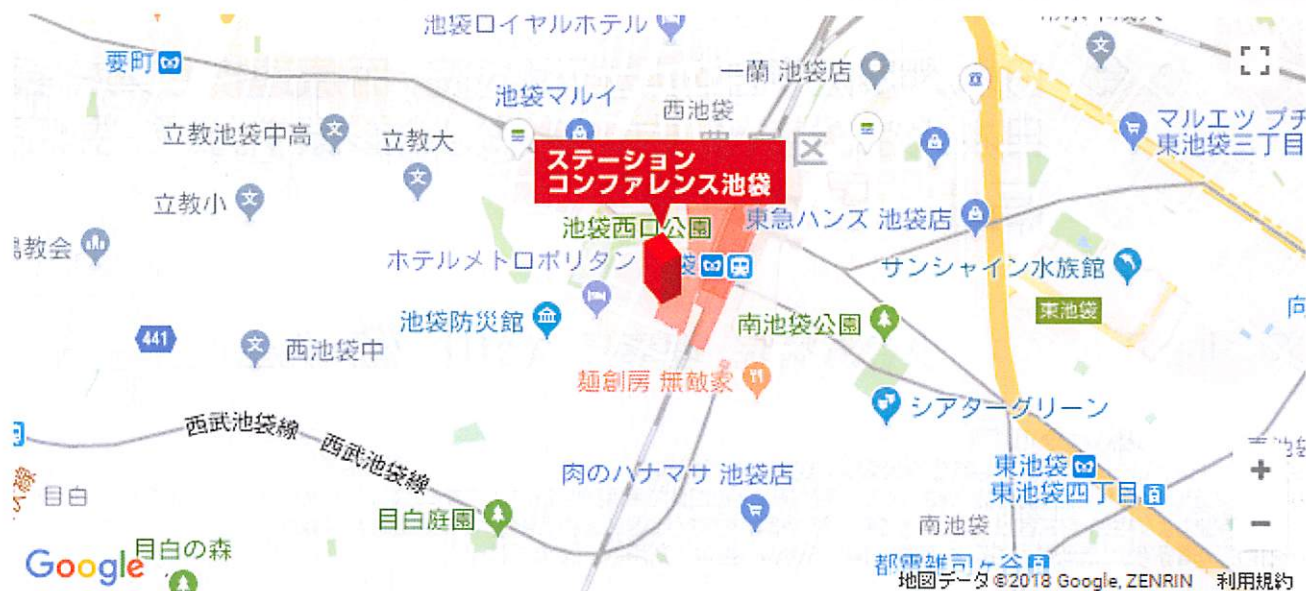 池袋ロイヤルホテル
要町
一蘭 池袋店
池袋マルイ
西池袋
マルエツ プチ
東池袋三丁目
立教池袋中高
立教大
区
ステーション
コンファレンス池袋
立教小
池袋西口公園
東急ハンズ 池袋店
教会
ホテルメトロポリタン
袋
サンシャイン水族館
東池袋
池袋防災館
南池袋公園
向
441
西池袋中
麺創房 無敵家
シアターグリーン
西武池袋線
西武池袋線
肉のハナマサ 池袋店
東池袋
東池袋四丁目
目白
目白庭園
南池袋
目白の森
Google
都電雑司ヶ谷
地図データ ©2018 Google, ZENRIN 利用規約